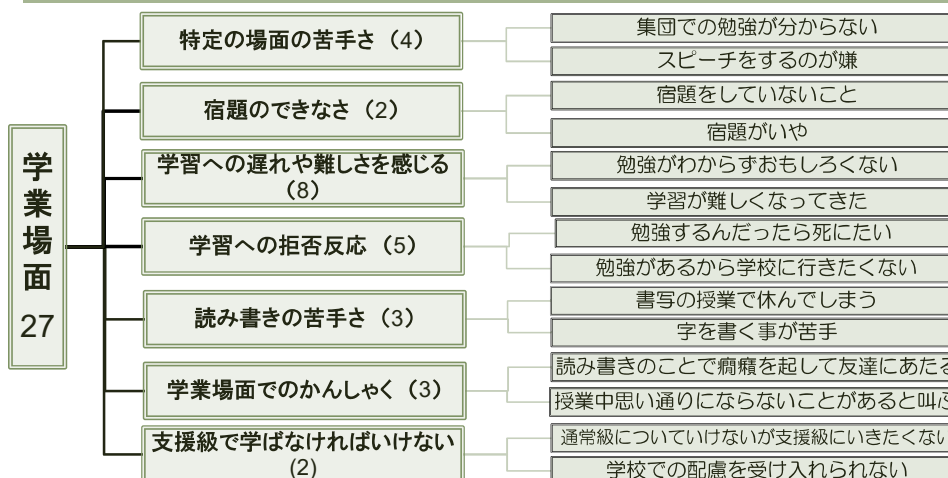 学業場面
27
特定の場面の苦手さ（4）
集団での勉強が分からない
スピーチをするのが嫌
宿題のできなさ（2）
宿題をしていないこと
宿題がいや
学習への遅れや難しさを感じる
（8）
勉強がわからずおもしろくない
学習が難しくなってきた
学習への拒否反応（5）
勉強するんだったら死にたい
勉強があるから学校に行きたくない
読み書きの苦手さ（3）
書写の授業で休んでしまう
字を書く事が苦手
学業場面でのかんしゃく（3）
読み書きのことで癇癪を起して友達にあたる
授業中思い通りにならないことがあると叫ぶ
支援級で学ばなければいけない
(2)
通常級についていけないが支援級にいきたくない
学校での配慮を受け入れられない